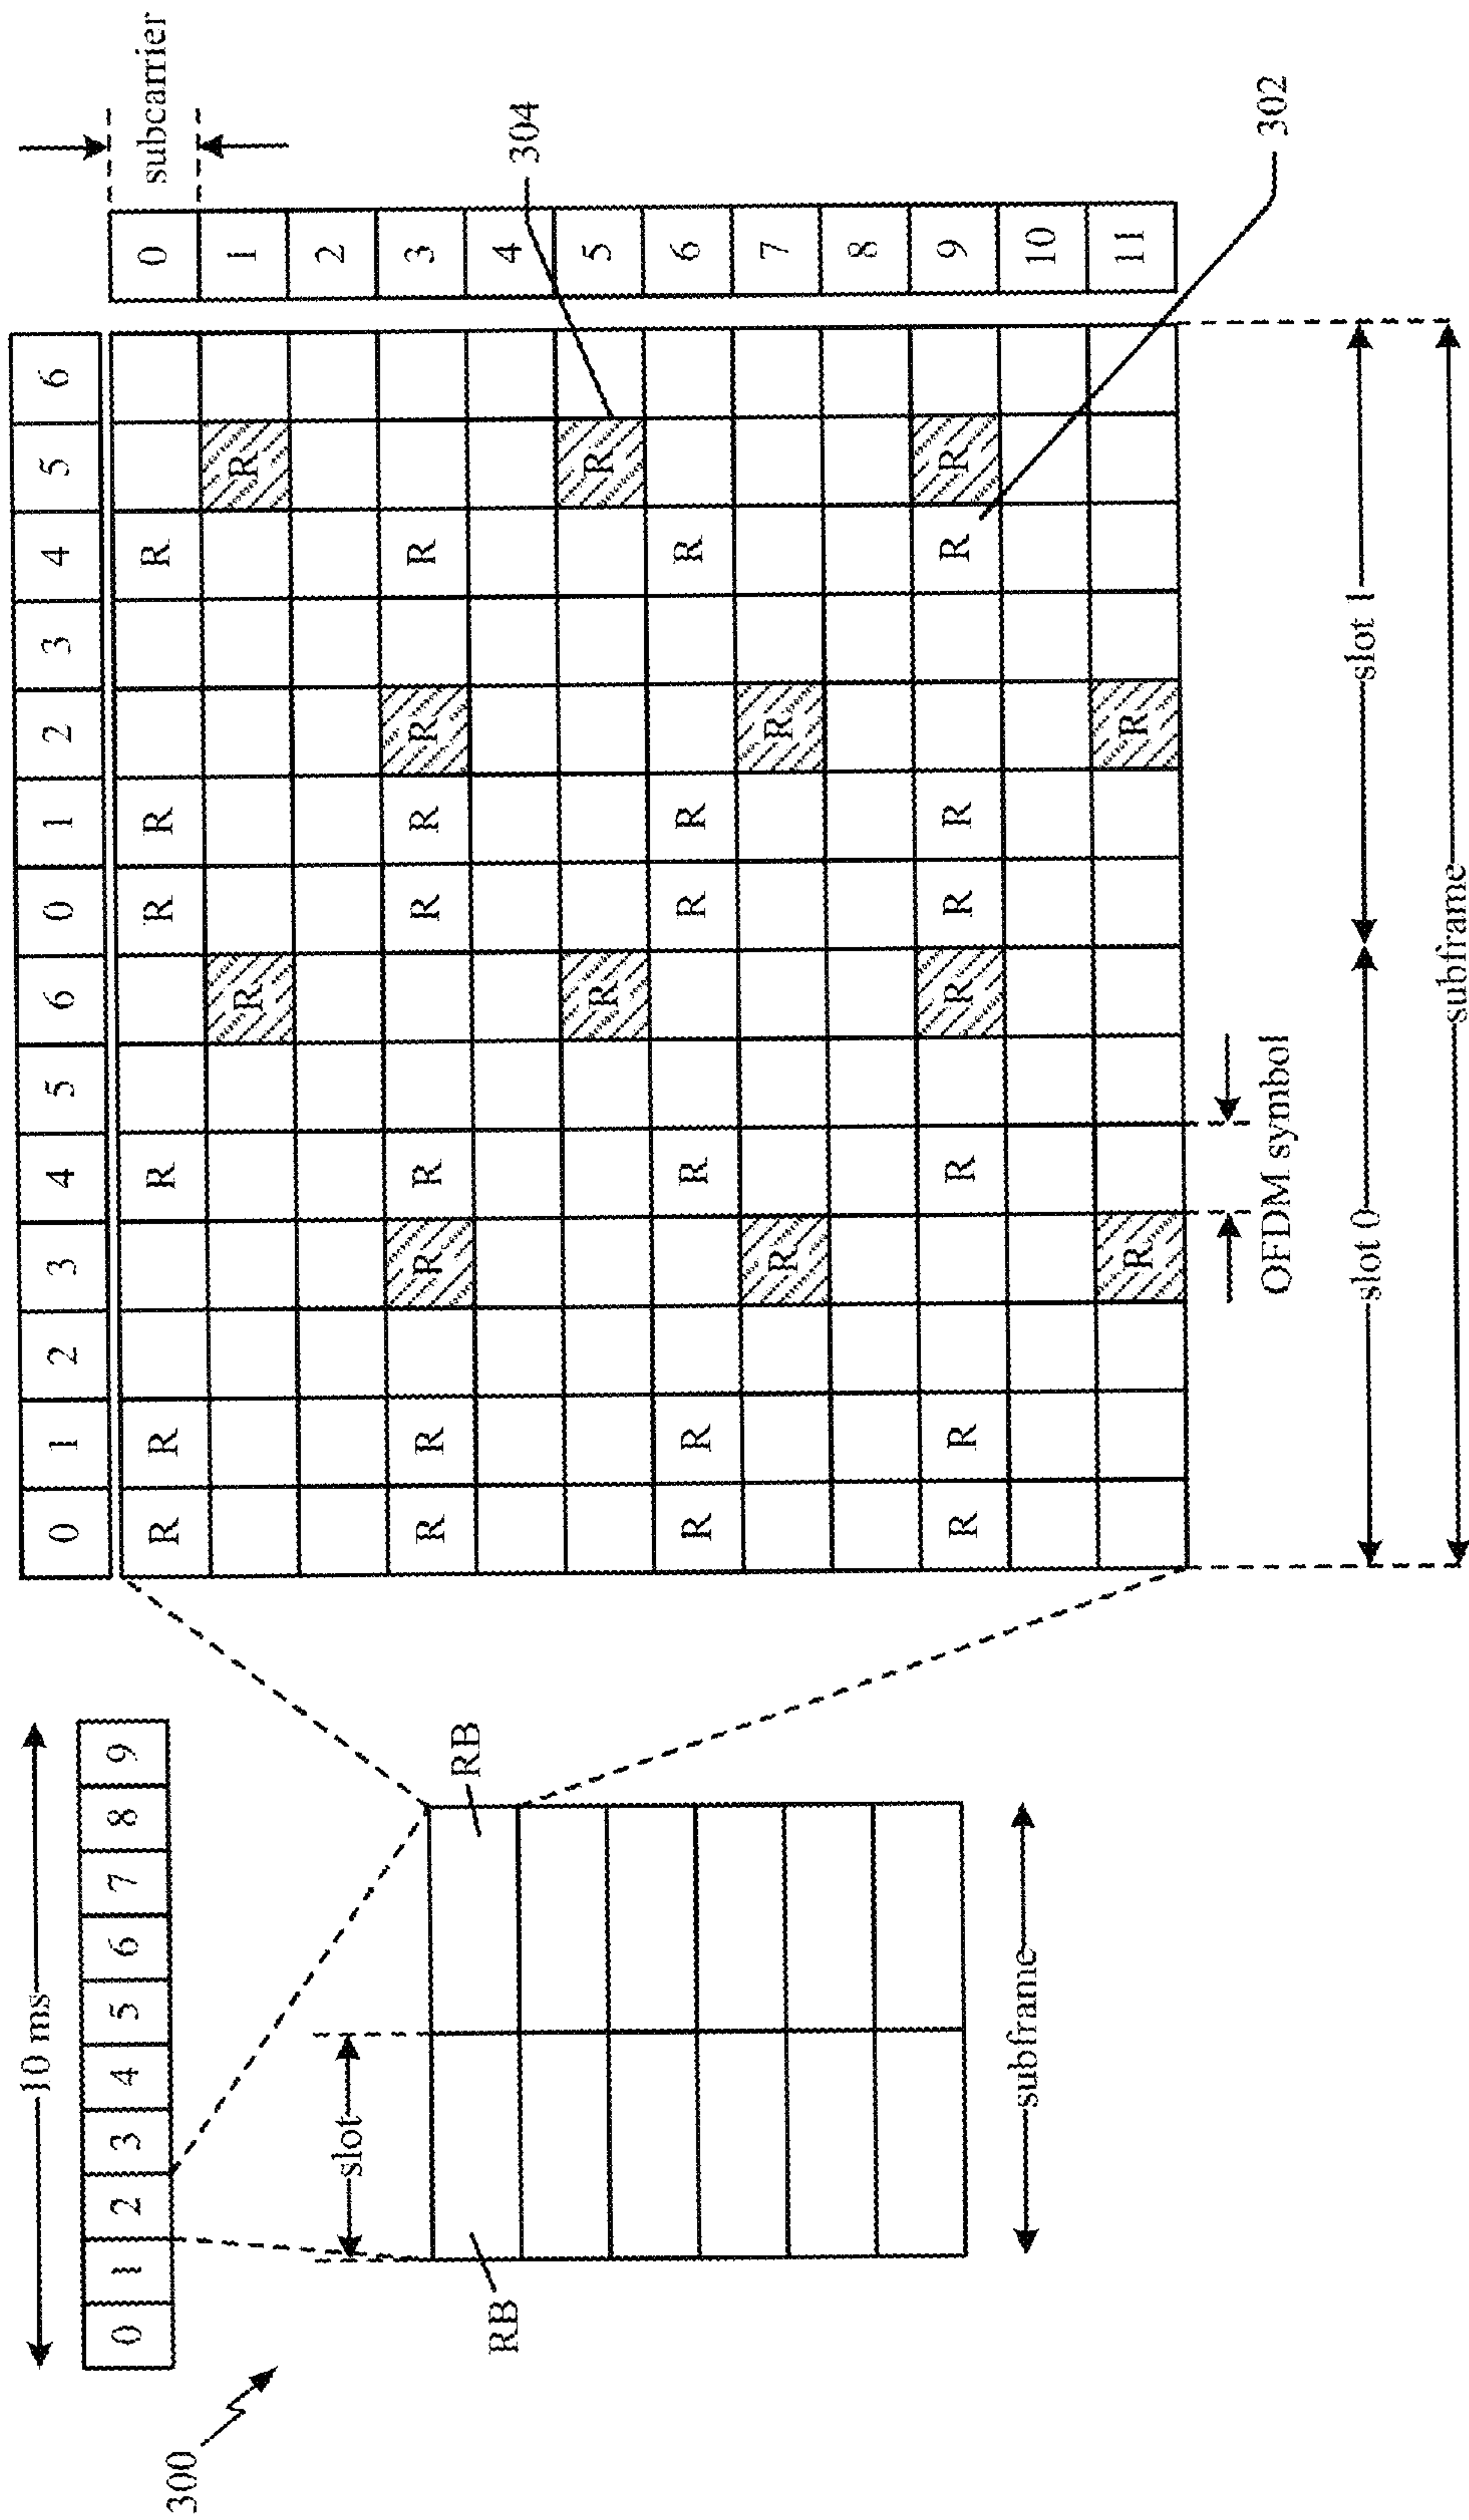 300
10 ms
0 1 2 3 4 5 6 7 8 9
slot
RB
RB
subframe
0 1 2 3 4 5 6 0 1 2 3 4 5 6
subcarrier
R R R R R R 0
R R 1
2
R R R R R R R R 3
4
304
R R 5
R R R R R R 6
R R 7
8
R R R R R R R R 9
10
R R 11
302
OFDM symbol
slot 0
slot 1
subframe